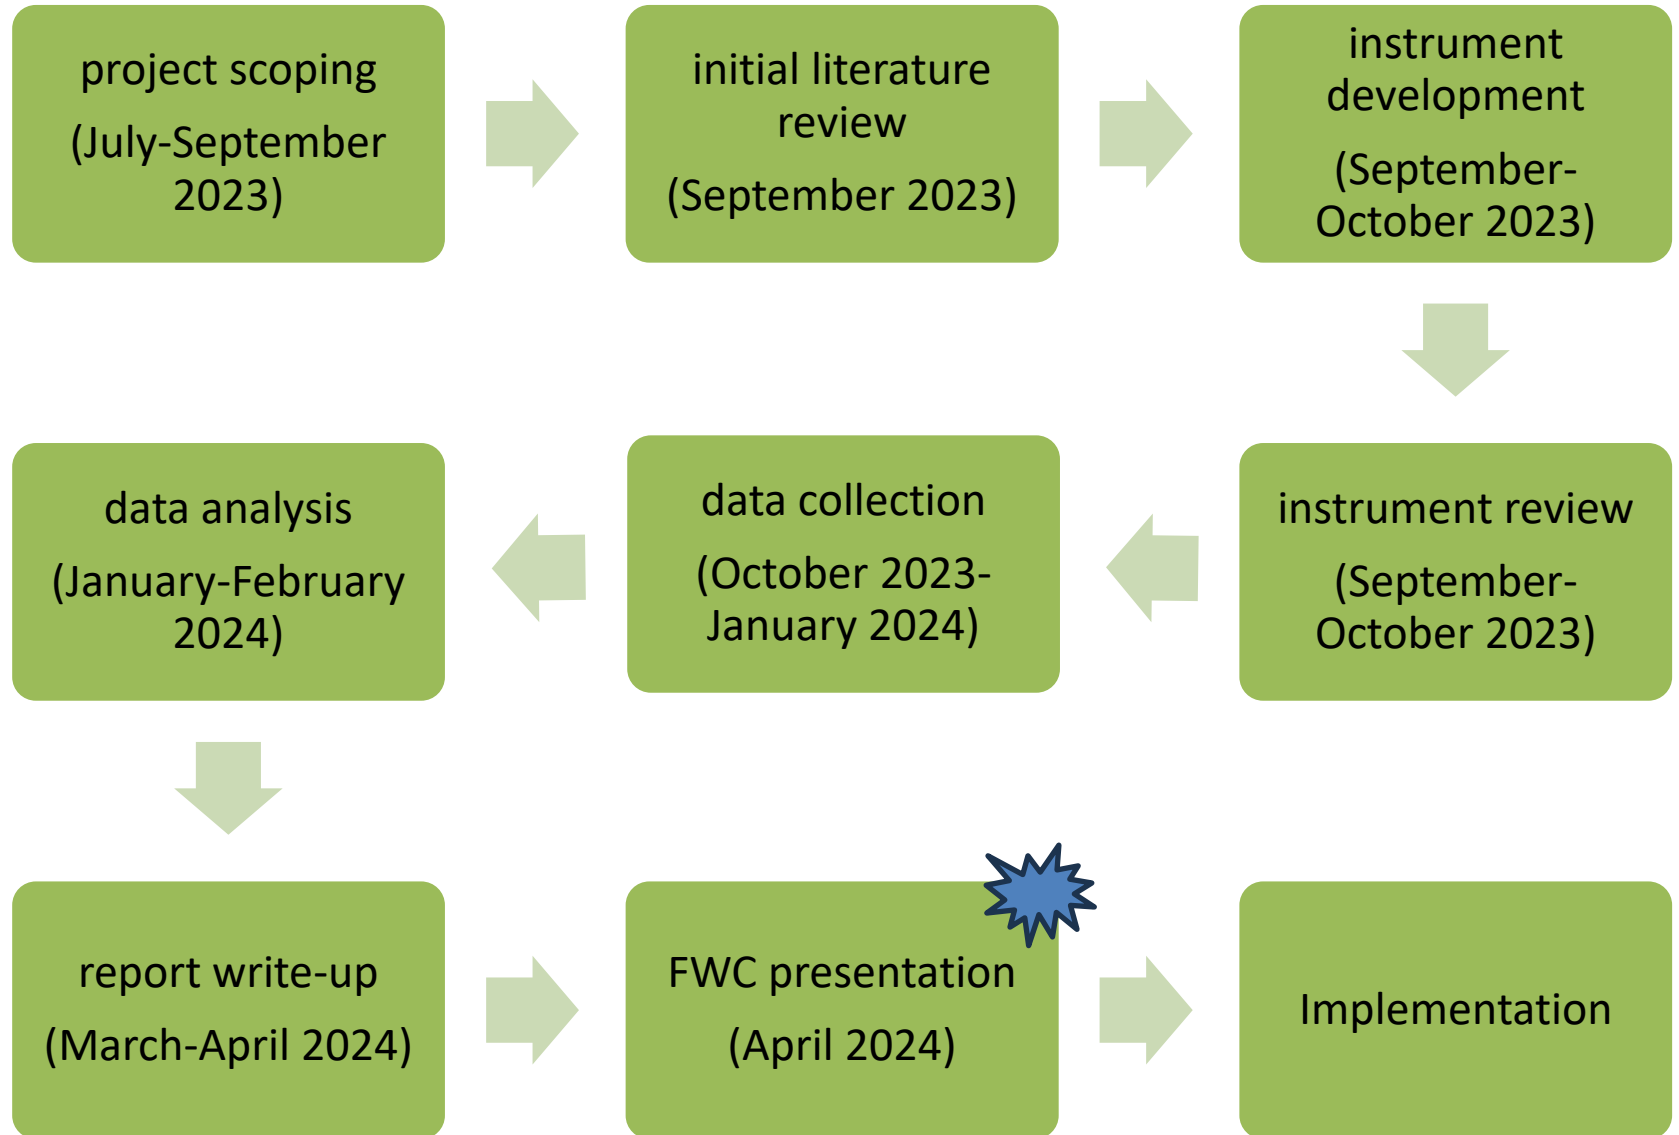 project scoping
(July-September
2023)
initial literature
review
(September 2023)
instrument
development
(September-
October 2023)
instrument review
(September-
October 2023)
data collection
(October 2023-
January 2024)
data analysis
(January-February
2024)
report write-up
(March-April 2024)
FWC presentation
(April 2024)
Implementation